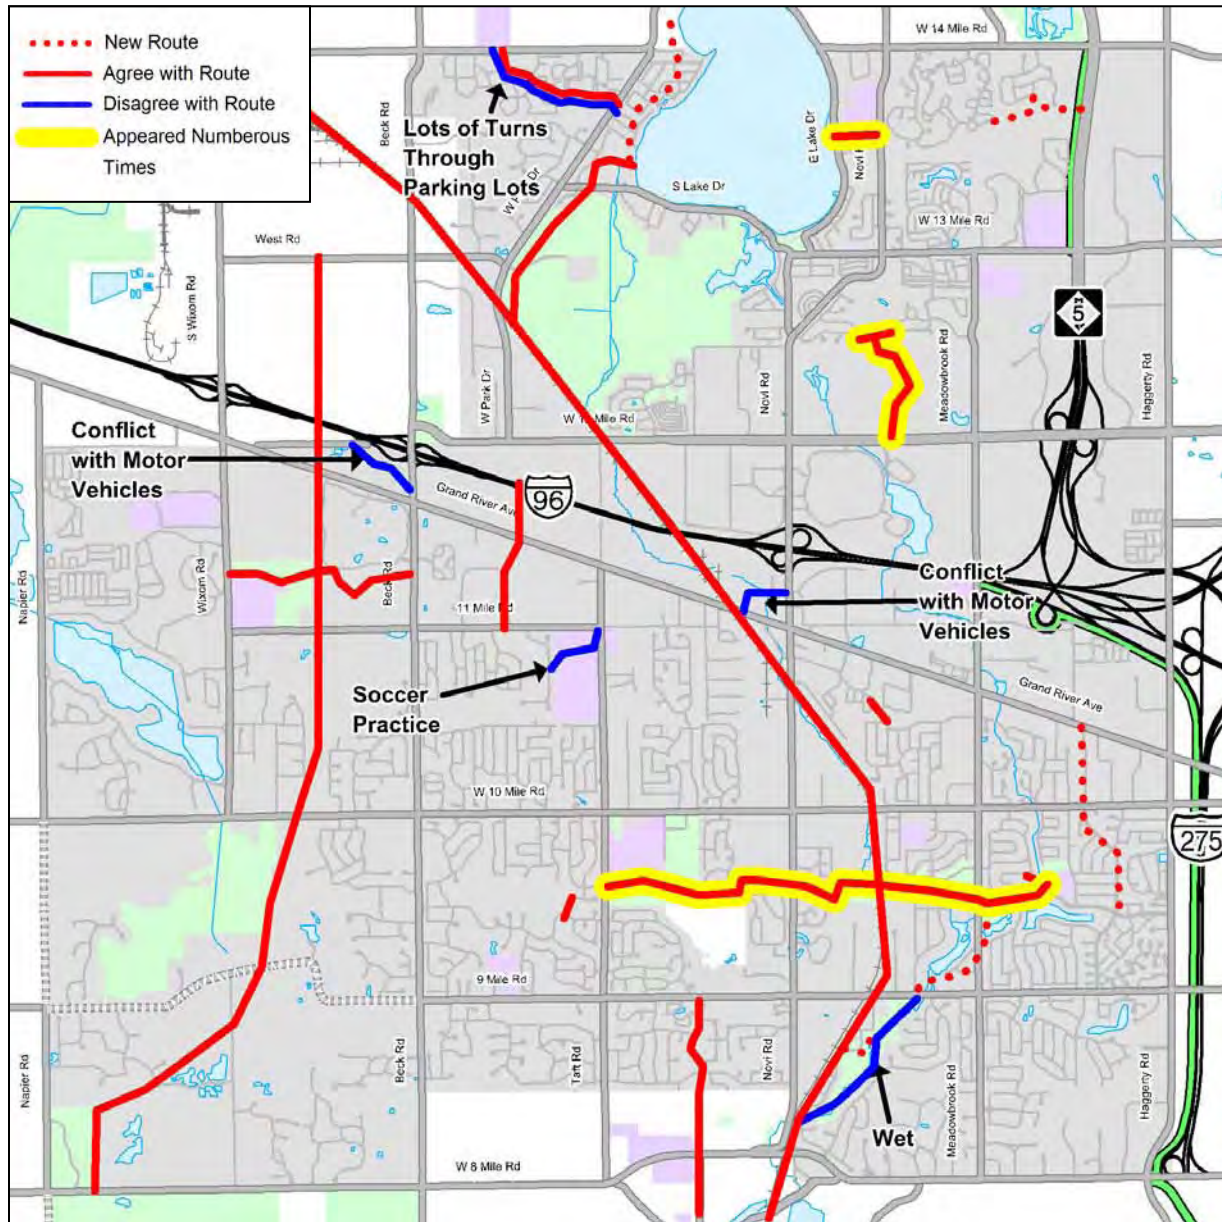 New Route
Agree with Route
Disagree with Route
Appeared Numberous
Times
W 14 Mile Rd
Beck Rd
Lots of Turns
Through
Parking Lots
E Lake Dr
S Lake Dr
W 13 Mile Rd
West Rd
S Wixom Rd
5
W Park Dr
Novi Rd
Meadowbrook Rd
Haggerty Rd
Conflict
with Motor
Vehicles
Grand River Ave
96
Napier Rd
Wixom Rd
Beck Rd
11 Mile Rd
Conflict
with Motor
Vehicles
Soccer
Practice
Grand River Ave
W 10 Mile Rd
275
9 Mile Rd
Napier Rd
Beck Rd
Taft Rd
Novi Rd
Meadowbrook Rd
Haggerty Rd
Wet
W 8 Mile Rd